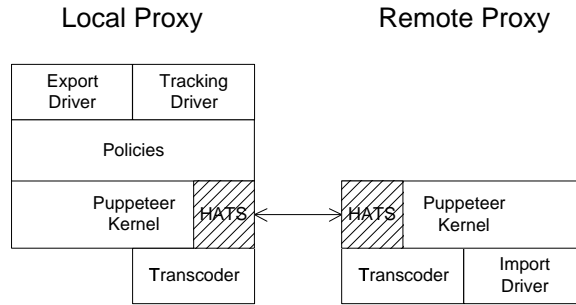 Local Proxy
Remote Proxy
Export
Driver
Tracking
Driver
Policies
Puppeteer
Kernel
HATS
HATS
Puppeteer
Kernel
Transcoder
Transcoder
Import
Driver